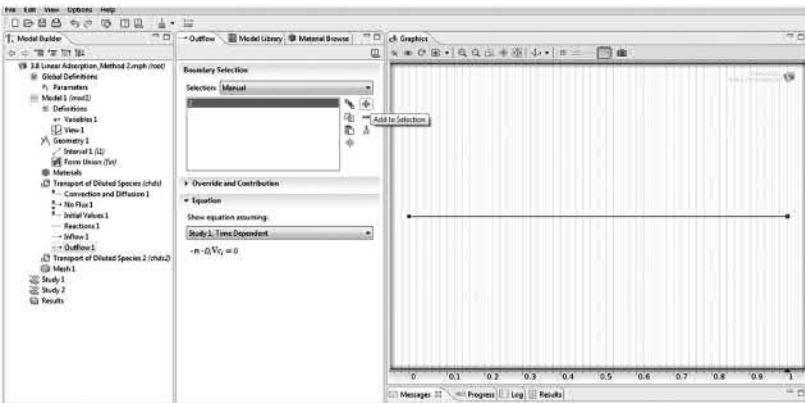 File Edit View Options Help
Model Builder
3.8 Linear Adsorption_Method 2.mph (root)
Global Definitions
Parameters
Model 1 (mod1)
Definitions
Variables 1
View 1
Geometry 1
Interval 1 (i1)
Form Union (fin)
Materials
Transport of Diluted Species (chds)
Convection and Diffusion 1
No Flux 1
Initial Values 1
Reactions 1
Inflow 1
Outflow 1
Transport of Diluted Species 2 (chds2)
Mesh 1
Study 1
Study 2
Results
Outflow
Model Library
Material Browse
Boundary Selection
Selection: Manual
2
Add to Selection
Override and Contribution
Equation
Show equation assuming:
Study 1, Time Dependent
-n·Dᵢ∇cᵢ = 0
Graphics
0 0.1 0.2 0.3 0.4 0.5 0.6 0.7 0.8 0.9 1
Messages
Progress
Log
Results